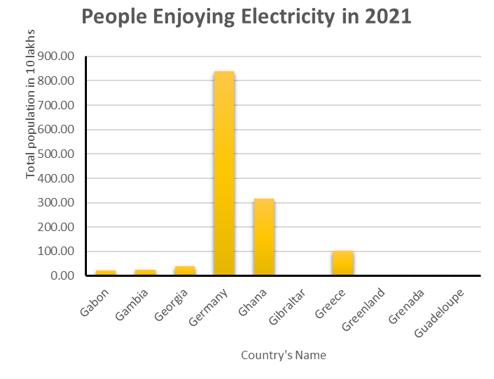 People Enjoying Electricity in 2021
Total population in 10 lakhs
900.00
800.00
700.00
600.00
500.00
400.00
300.00
200.00
100.00
0.00
Gabon
Gambia
Georgia
Germany
Ghana
Gibraltar
Greece
Greenland
Grenada
Guadeloupe
Country's Name